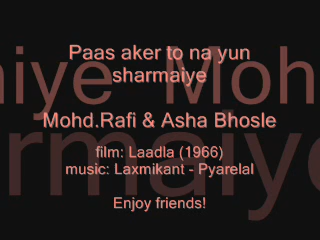 Paas aker to na yun
sharmaiye
Mohd.Rafi & Asha Bhosle
film: Laadla (1966)
music: Laxmikant - Pyarelal
Enjoy friends!